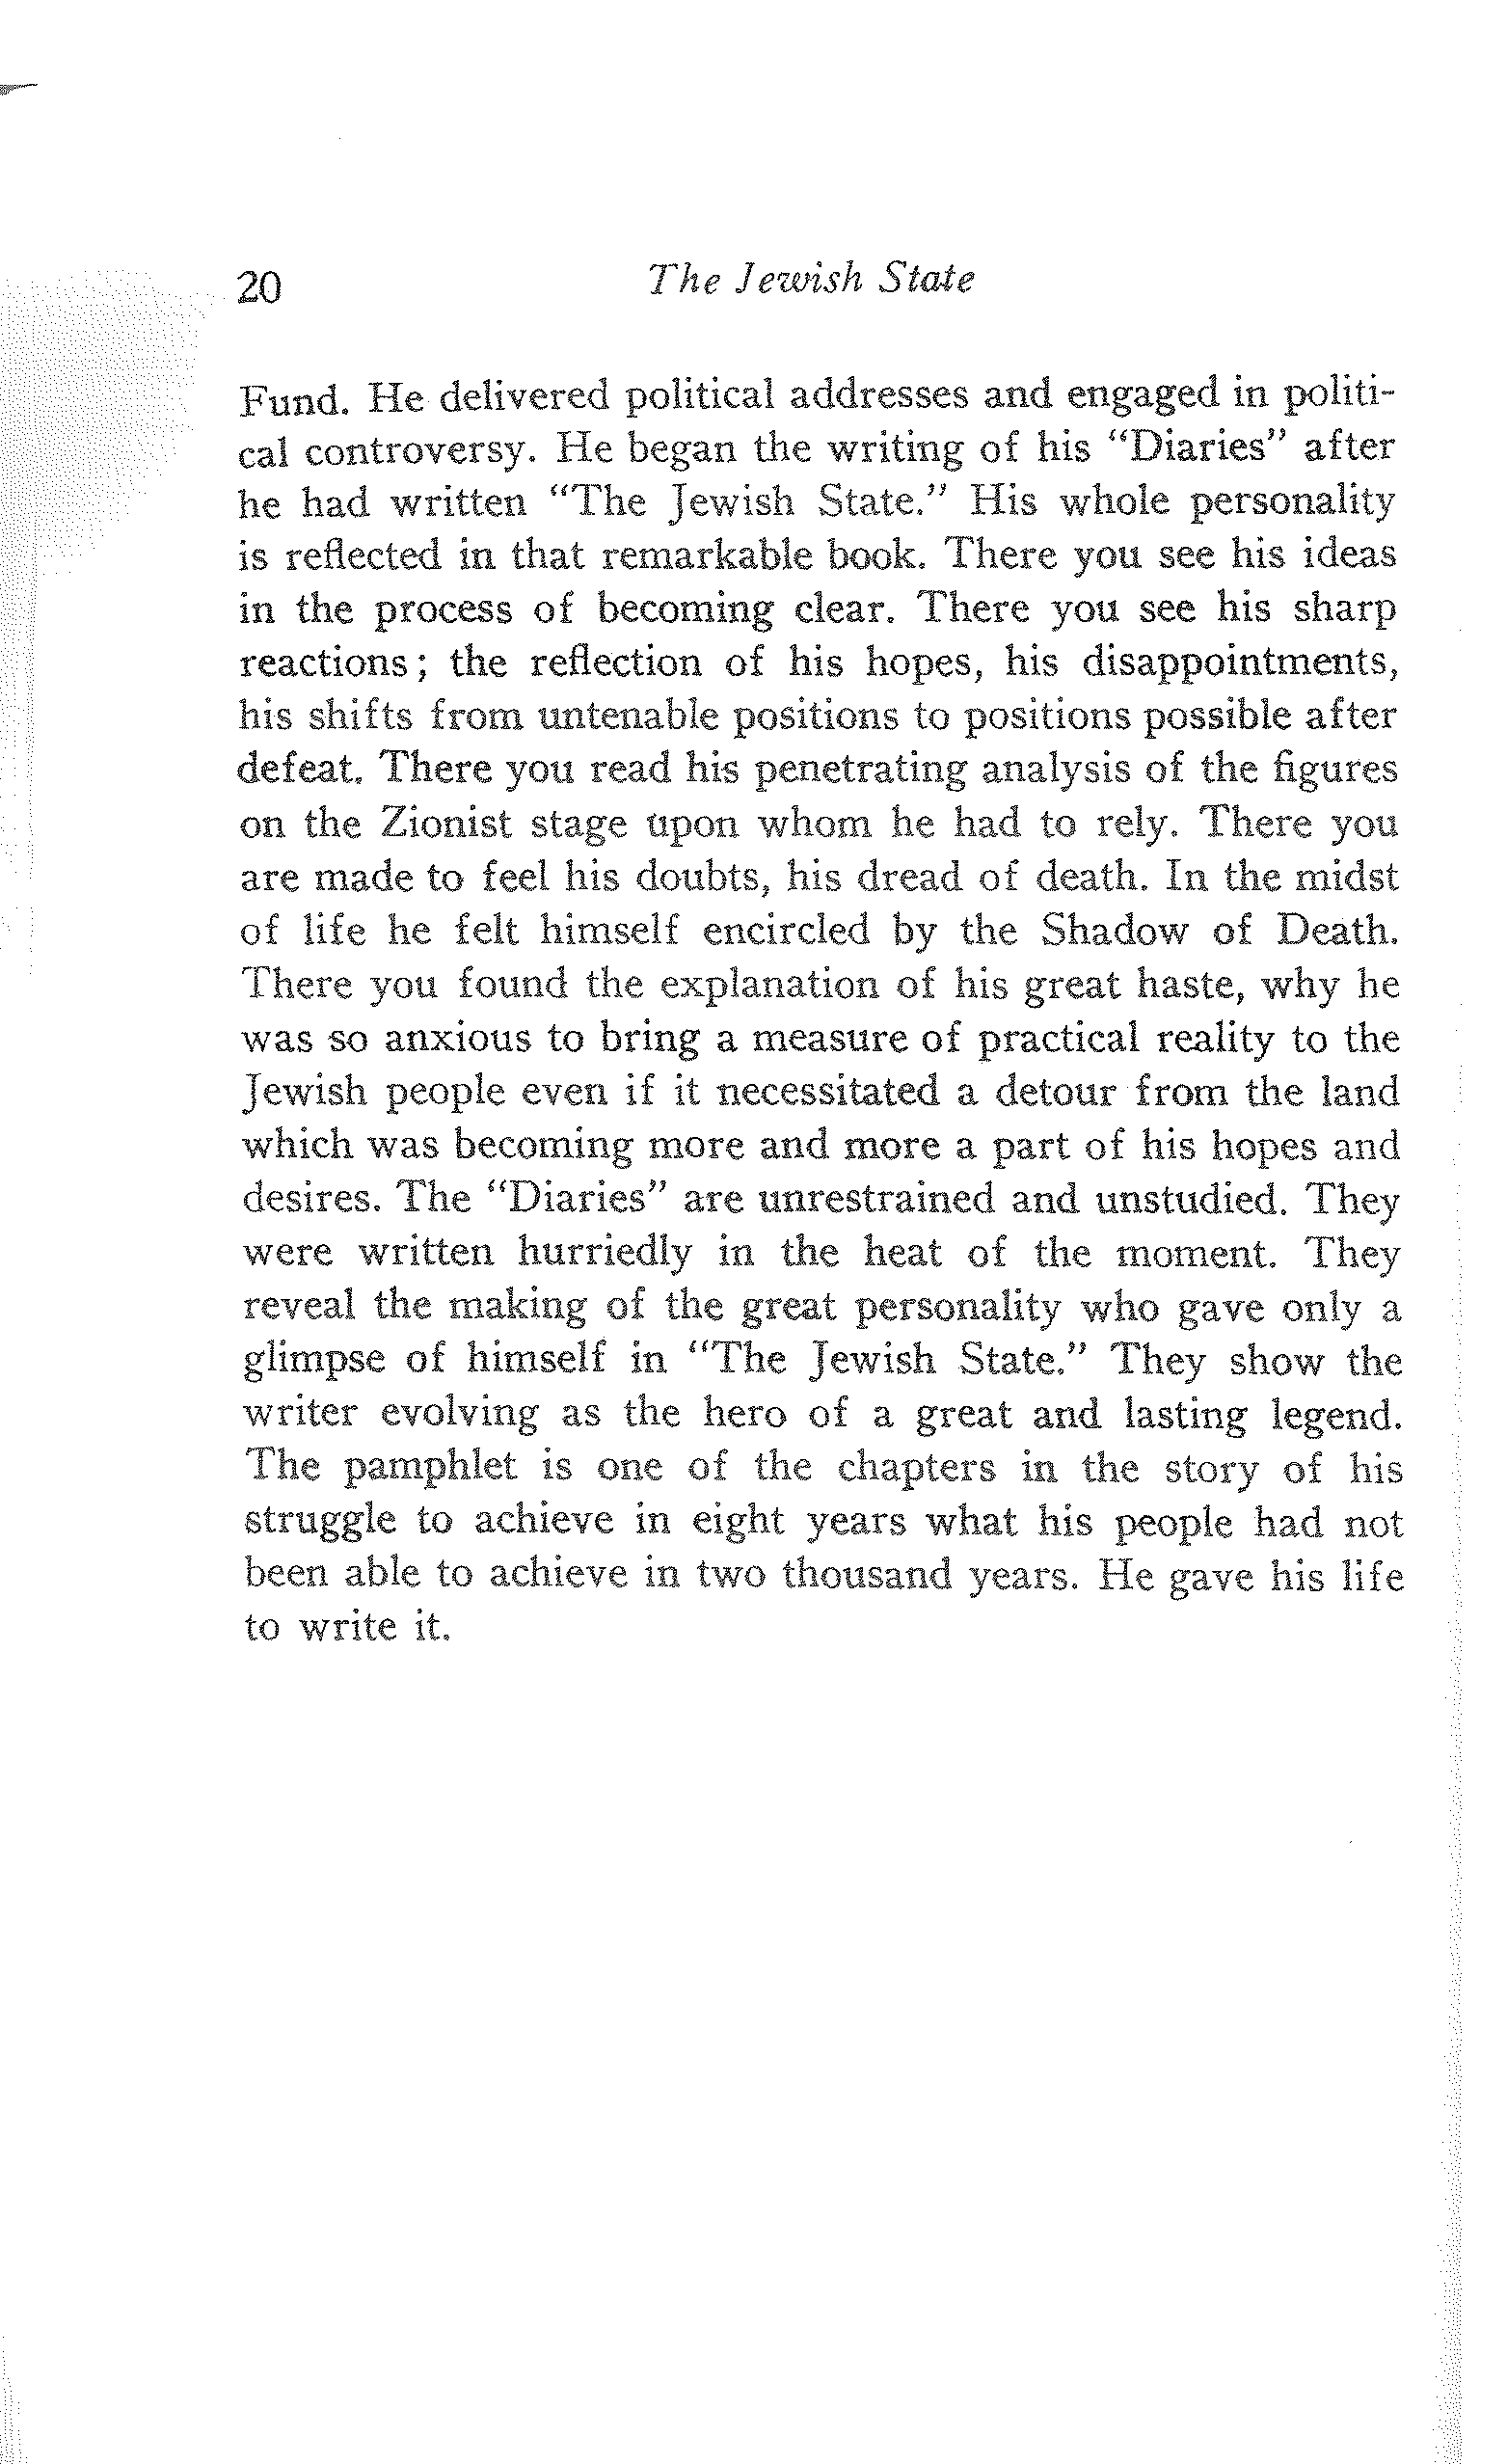 20 The Jewish State
Fund. He delivered political addresses and engaged in politi-
cal controversy. He began the writing of his “Diaries” after
he had written “The Jewish State.” His whole personality
is reflected in that remarkable book. There you see his ideas
in the process of becoming clear. There you see his sharp
reactions; the reflection of his hopes, his disappointments,
his shifts from untenable positions to positions possible after
defeat. There you read his penetrating analysis of the figures
on the Zionist stage upon whom he had to rely. There you
are made to feel his doubts, his dread of death. In the midst
of life he felt himself encircled by the Shadow of Death.
There you found the explanation of his great haste, why he
was so anxious to bring a measure of practical reality to the
Jewish people even if it necessitated a detour from the land
which was becoming more and more a part of his hopes and
desires. The “Diaries” are unrestrained and unstudied. They
were written hurriedly in the heat of the moment. They
reveal the making of the great personality who gave only a
glimpse of himself in “The Jewish State.” They show the
writer evolving as the hero of a great and lasting legend.
The pamphlet is one of the chapters in the story of his
struggle to achieve in eight years what his people had not
been able to achieve in two thousand years. He gave his life
to write it.